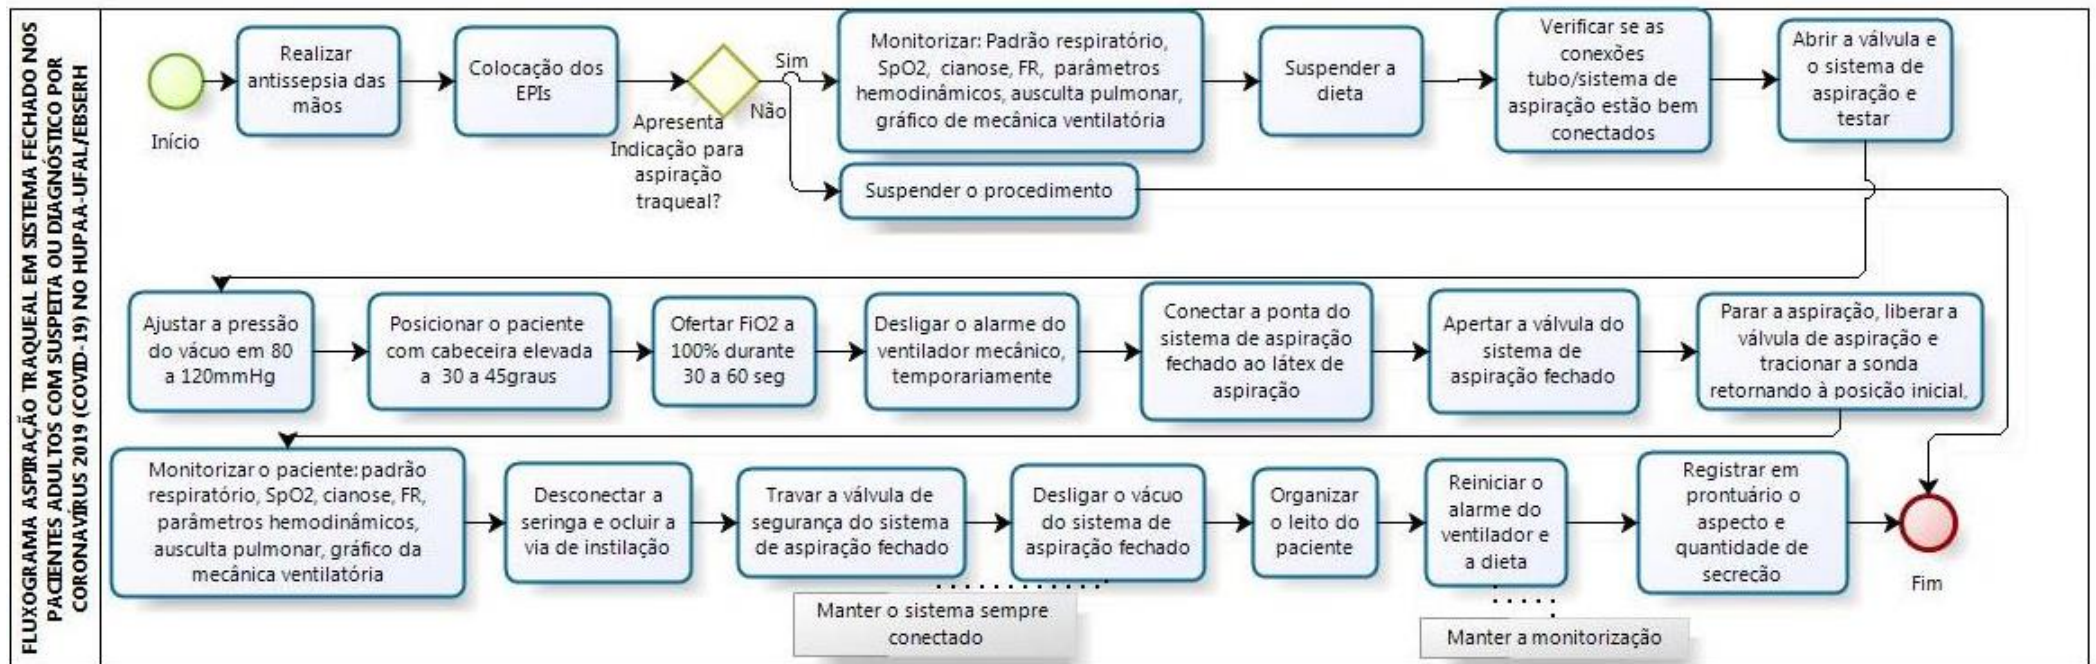 FLUXOGRAMA ASPIRAÇÃO TRAQUEAL EM SISTEMA FECHADO NOS
PACIENTES ADULTOS COM SUSPEITA OU DIAGNÓSTICO POR
CORONAVÍRUS 2019 (COVID-19) NO HUPAA-UFAL/EBSERH
Início
Realizar
antissepsia das
mãos
Colocação dos
EPIs
Apresenta
Indicação para
aspiração
traqueal?
Sim
Não
Monitorizar: Padrão respiratório,
SpO2, cianose, FR, parâmetros
hemodinâmicos, ausculta pulmonar,
gráfico de mecânica ventilatória
Suspender a
dieta
Verificar se as
conexões
tubo/sistema de
aspiração estão bem
conectados
Abrir a válvula e
o sistema de
aspiração e
testar
Suspender o procedimento
Ajustar a pressão
do vácuo em 80
a 120mmHg
Posicionar o paciente
com cabeceira elevada
a 30 a 45graus
Ofertar FiO2 a
100% durante
30 a 60 seg
Desligar o alarme do
ventilador mecânico,
temporariamente
Conectar a ponta do
sistema de aspiração
fechado ao látex de
aspiração
Apertar a válvula do
sistema de
aspiração fechado
Parar a aspiração, liberar a
válvula de aspiração e
tracionar a sonda
retornando à posição inicial,
Monitorizar o paciente:padrão
respiratório, SpO2, cianose, FR,
parâmetros hemodinâmicos,
ausculta pulmonar, gráfico da
mecânica ventilatória
Desconectar a
seringa e ocluir a
via de instilação
Travar a válvula de
segurança do sistema
de aspiração fechado
Desligar o vácuo
do sistema de
aspiração fechado
Organizar
o leito do
paciente
Reiniciar o
alarme do
ventilador e
a dieta
Registrar em
prontuário o
aspecto e
quantidade de
secreção
Fim
Manter o sistema sempre
conectado
Manter a monitorização